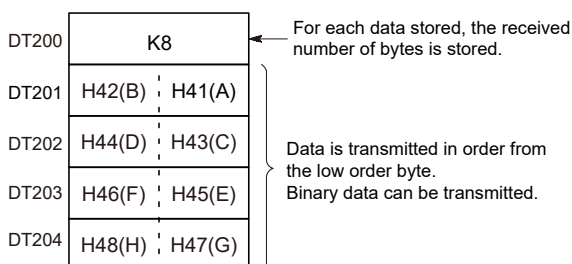 DT200 K8
For each data stored, the received
number of bytes is stored.
DT201 H42(B) H41(A)
DT202 H44(D) H43(C)
DT203 H46(F) H45(E)
DT204 H48(H) H47(G)
Data is transmitted in order from
the low order byte.
Binary data can be transmitted.